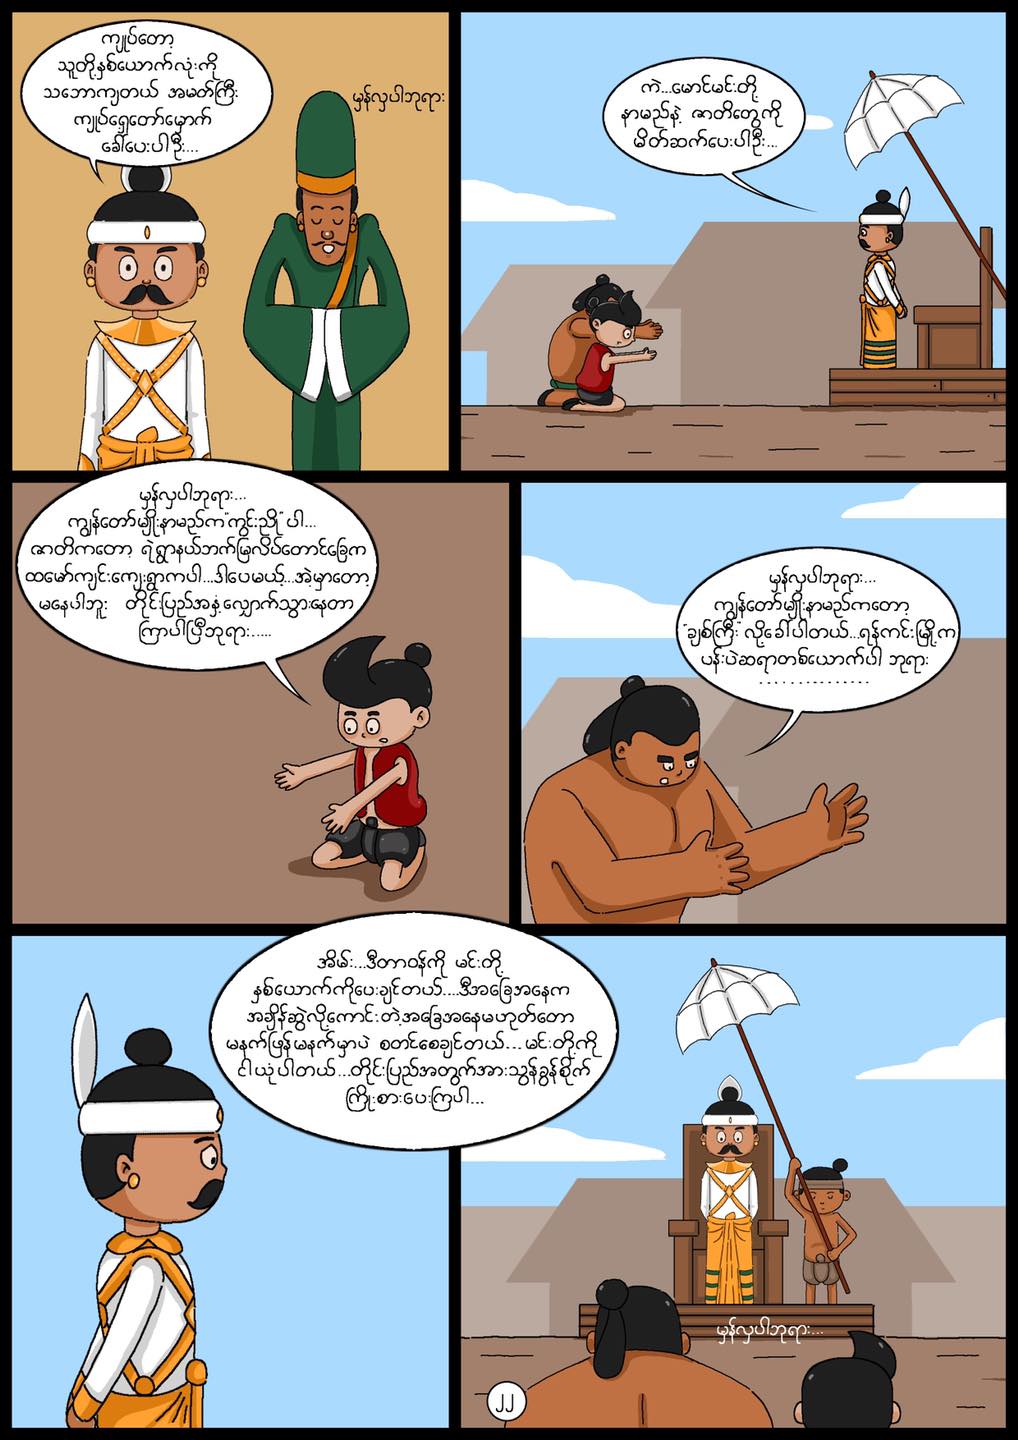 ကျုပ်တော့
သူတို့နှစ်ယောက်လုံးကို
သဘောကျတယ် အမတ်ကြီး
ကျုပ်ရှေ့တော်မှောက်
ခေါ်ပေးပါဦး...
မှန်လှပါဘုရား
ကဲ...မောင်မင်းတို့
နာမည်နဲ့ ဇာတိတွေကို
မိတ်ဆက်ပေးပါဦး...
မှန်လှပါဘုရား...
ကျွန်တော်မျိုးနာမည်က"ကွင်းညို"ပါ...
ဇာတိကတော့ ရဲရွာနယ်ဘက်မြလိပ်တောင်ခြေက
ထမော်ကျင်းကျေးရွာကပါ...ဒါပေမယ့်...အဲ့မှာတော့
မနေပါဘူး တိုင်းပြည်အနှံ့လျှောက်သွားနေတာ
ကြာပါပြီဘုရား.....
မှန်လှပါဘုရား...
ကျွန်တော်မျိုးနာမည်ကတော့
"ချစ်ကြီး"လို့ခေါ်ပါတယ်...ရန်ကင်းမြို့က
ပန်းပဲဆရာတစ်ယောက်ပါ ဘုရား
...............
အိမ်း...ဒီတာဝန်ကို မင်းတို့
နှစ်ယောက်ကိုပေးချင်တယ်....ဒီအခြေအနေက
အချိန်ဆွဲလို့ကောင်းတဲ့အခြေအနေမဟုတ်တော့
မနက်ဖြန်မနက်မှာပဲ စတင်စေချင်တယ်... မင်းတို့ကို
ငါယုံပါတယ်...တိုင်းပြည်အတွက်အားသွန်ခွန်စိုက်
ကြိုးစားပေးကြပါ...
မှန်လှပါဘုရား...
၂၂